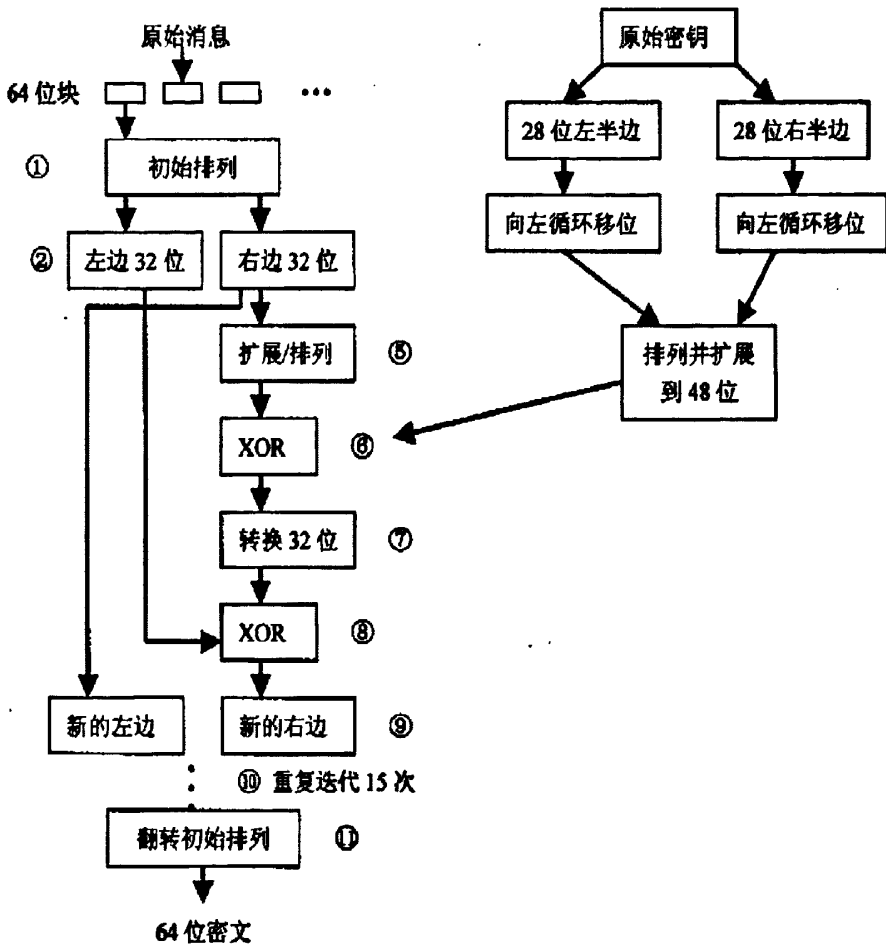 原始消息
64 位块
...
① 初始排列
② 左边 32 位
右边 32 位
扩展/排列 ⑤
XOR ⑥
转换 32 位 ⑦
XOR ⑧
新的左边
新的右边 ⑨
⑩ 重复迭代 15 次
翻转初始排列 ⑪
64 位密文
原始密钥
28 位左半边
28 位右半边
向左循环移位
向左循环移位
排列并扩展
到 48 位